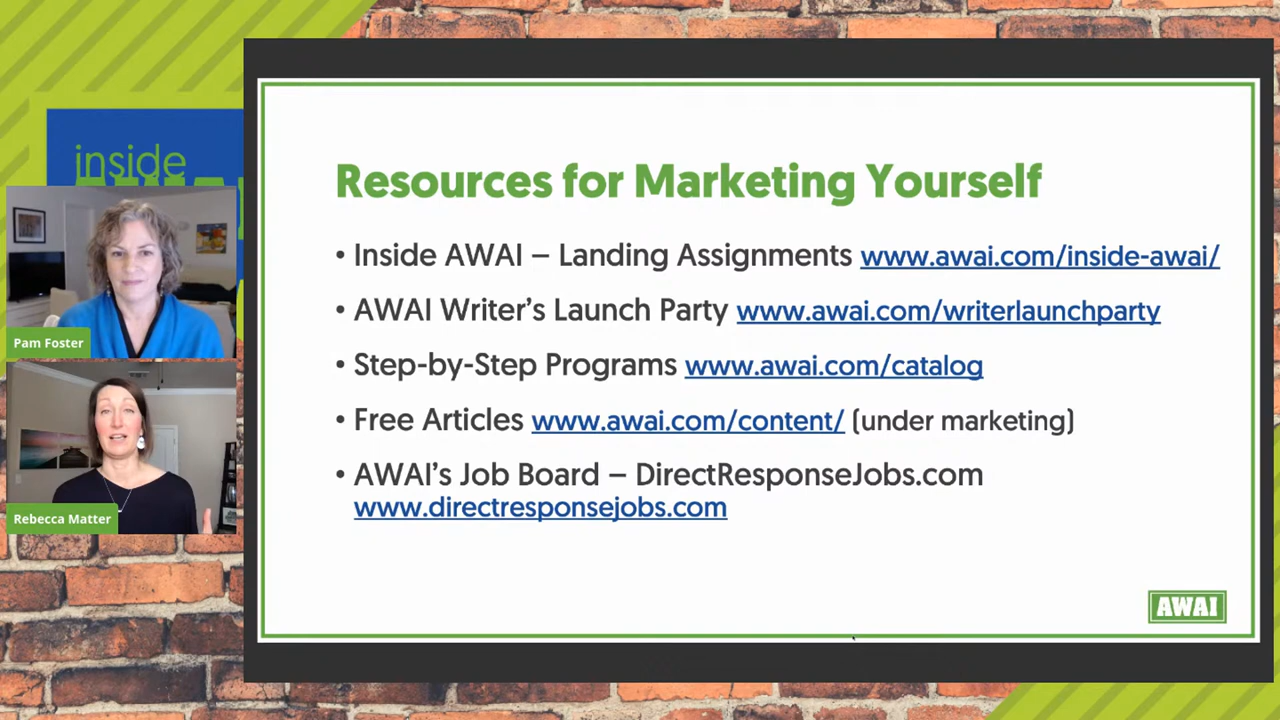 inside
Pam Foster
Rebecca Matter
Resources for Marketing Yourself
• Inside AWAI – Landing Assignments www.awai.com/inside-awai/
• AWAI Writer's Launch Party www.awai.com/writerlaunchparty
• Step-by-Step Programs www.awai.com/catalog
• Free Articles www.awai.com/content/ (under marketing)
• AWAI's Job Board – DirectResponseJobs.com
www.directresponsejobs.com
AWAI